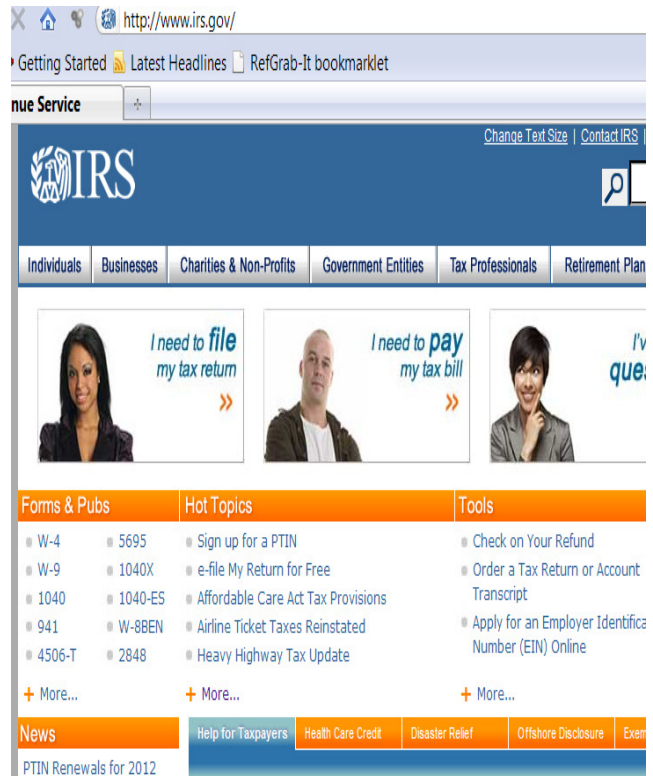 http://www.irs.gov/
Getting Started Latest Headlines RefGrab-It bookmarklet
nue Service
Change Text Size | Contact IRS |
IRS
Individuals Businesses Charities & Non-Profits Government Entities Tax Professionals Retirement Plan
I need to file
my tax return
I need to pay
my tax bill
I'v
ques
Forms & Pubs
W-4 5695
W-9 1040X
1040 1040-ES
941 W-8BEN
4506-T 2848
+ More...
Hot Topics
Sign up for a PTIN
e-file My Return for Free
Affordable Care Act Tax Provisions
Airline Ticket Taxes Reinstated
Heavy Highway Tax Update
+ More...
Tools
Check on Your Refund
Order a Tax Return or Account
Transcript
Apply for an Employer Identifica
Number (EIN) Online
+ More...
News
PTIN Renewals for 2012
Help for Taxpayers Health Care Credit Disaster Relief Offshore Disclosure Exem